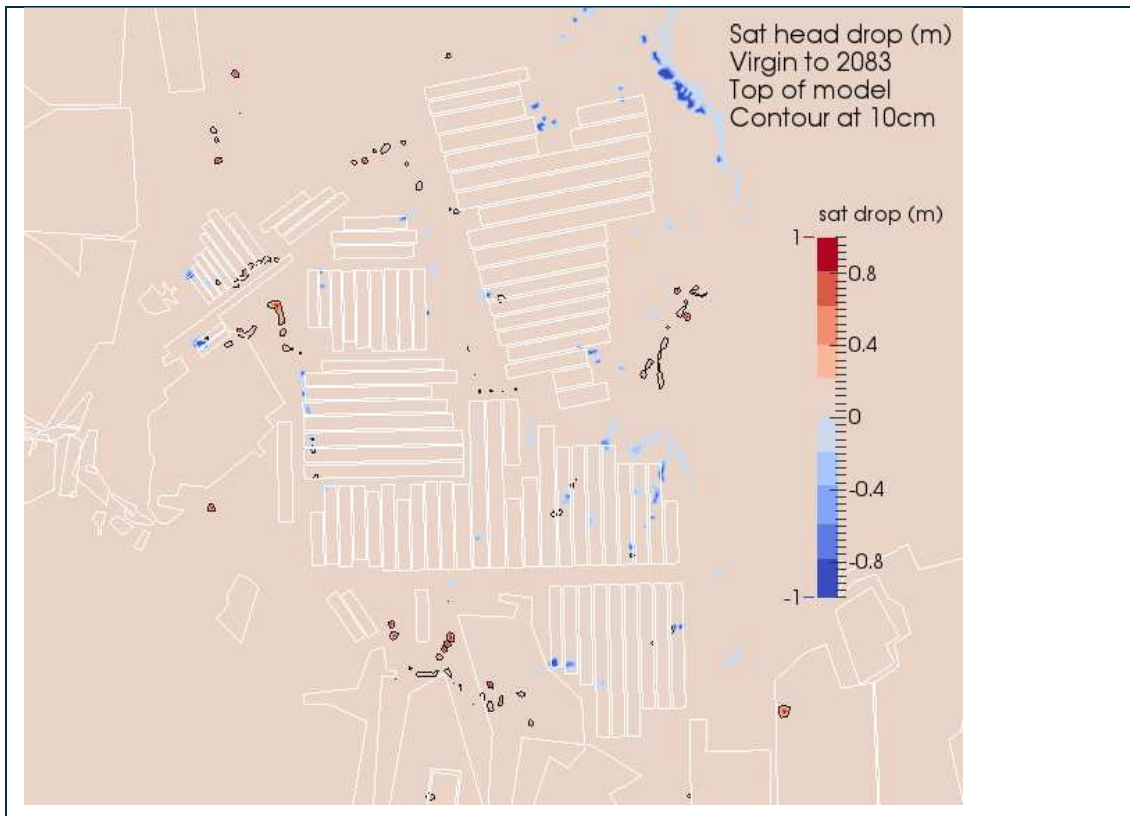 Sat head drop (m)
Virgin to 2083
Top of model
Contour at 10cm
sat drop (m)
1
0.8
0.4
0
-0.4
-0.8
-1